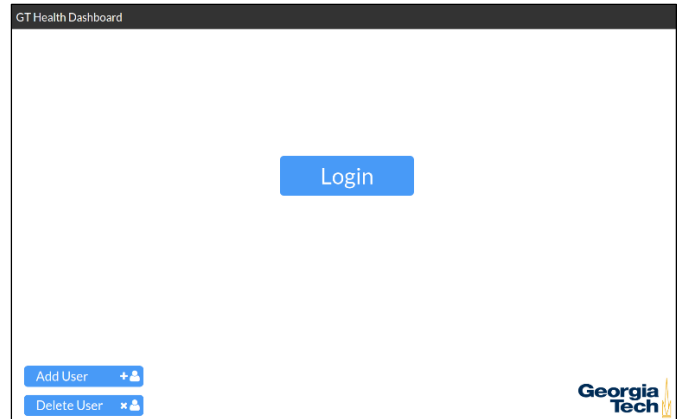 GT Health Dashboard
Login
Add User
Delete User
Georgia
Tech